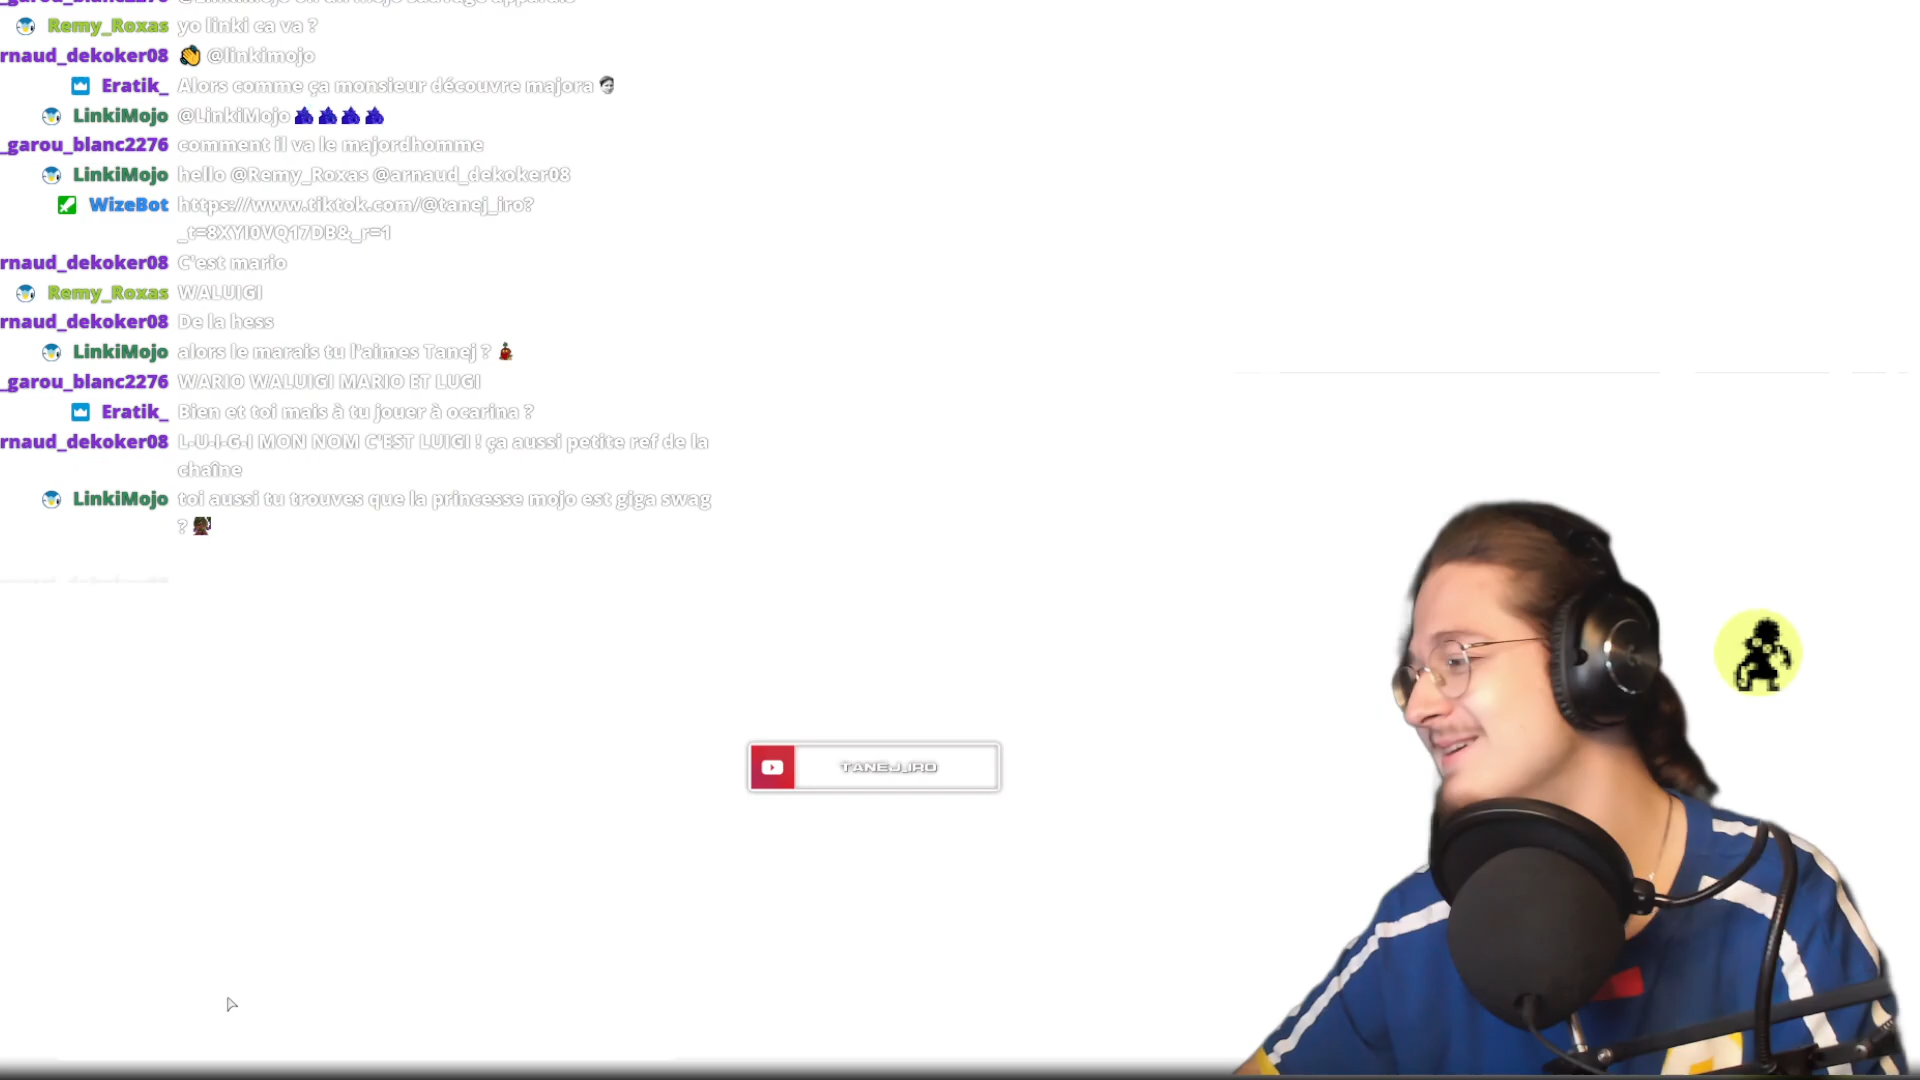 Remy_Roxas yo linki ca va ?
rnaud_dekoker08 @linkimojo
Eratik_ Alors comme ça monsieur découvre majora
LinkiMojo @LinkiMojo
_garou_blanc2276 comment il va le majordhomme
LinkiMojo hello @Remy_Roxas @arnaud_dekoker08
WizeBot https://www.tiktok.com/@tanej_iro?
_t=8XYI0VQ17DB&_r=1
rnaud_dekoker08 C'est mario
Remy_Roxas WALUIGI
rnaud_dekoker08 De la hess
LinkiMojo alors le marais tu l'aimes Tanej ?
_garou_blanc2276 WARIO WALUIGI MARIO ET LUGI
Eratik_ Bien et toi mais à tu jouer à ocarina ?
rnaud_dekoker08 L-U-I-G-I MON NOM C'EST LUIGI ! ça aussi petite ref de la
chaîne
LinkiMojo toi aussi tu trouves que la princesse mojo est giga swag
?
TANEJ_IRO